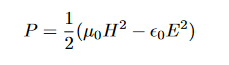 P = \frac{1}{2}(\mu_0 H^2 - \epsilon_0 E^2)